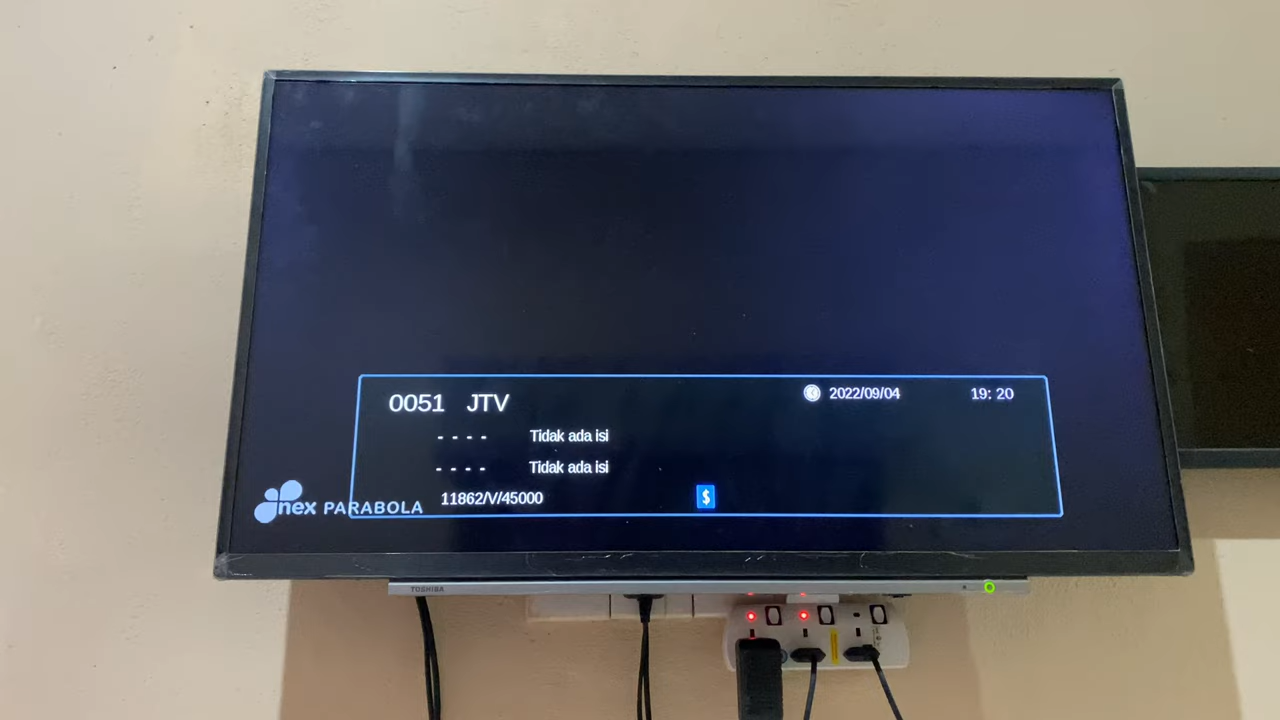 0051 JTV
2022/09/04 19: 20
- - - - Tidak ada isi
- - - - Tidak ada isi
11862/V/45000 $
nex PARABOLA
TOSHIBA